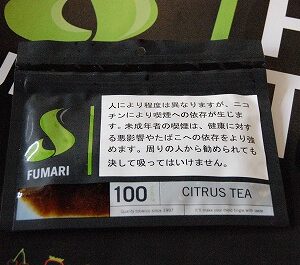 人により程度は異なりますが、ニコ
チンにより喫煙への依存が生じま
す。未成年者の喫煙は、健康に対す
る悪影響やたばこへの依存をより強
めます。周りの人から勧められても
決して吸ってはいけません。
FUMARI
100
CITRUS TEA
Quality tobacco since 1997